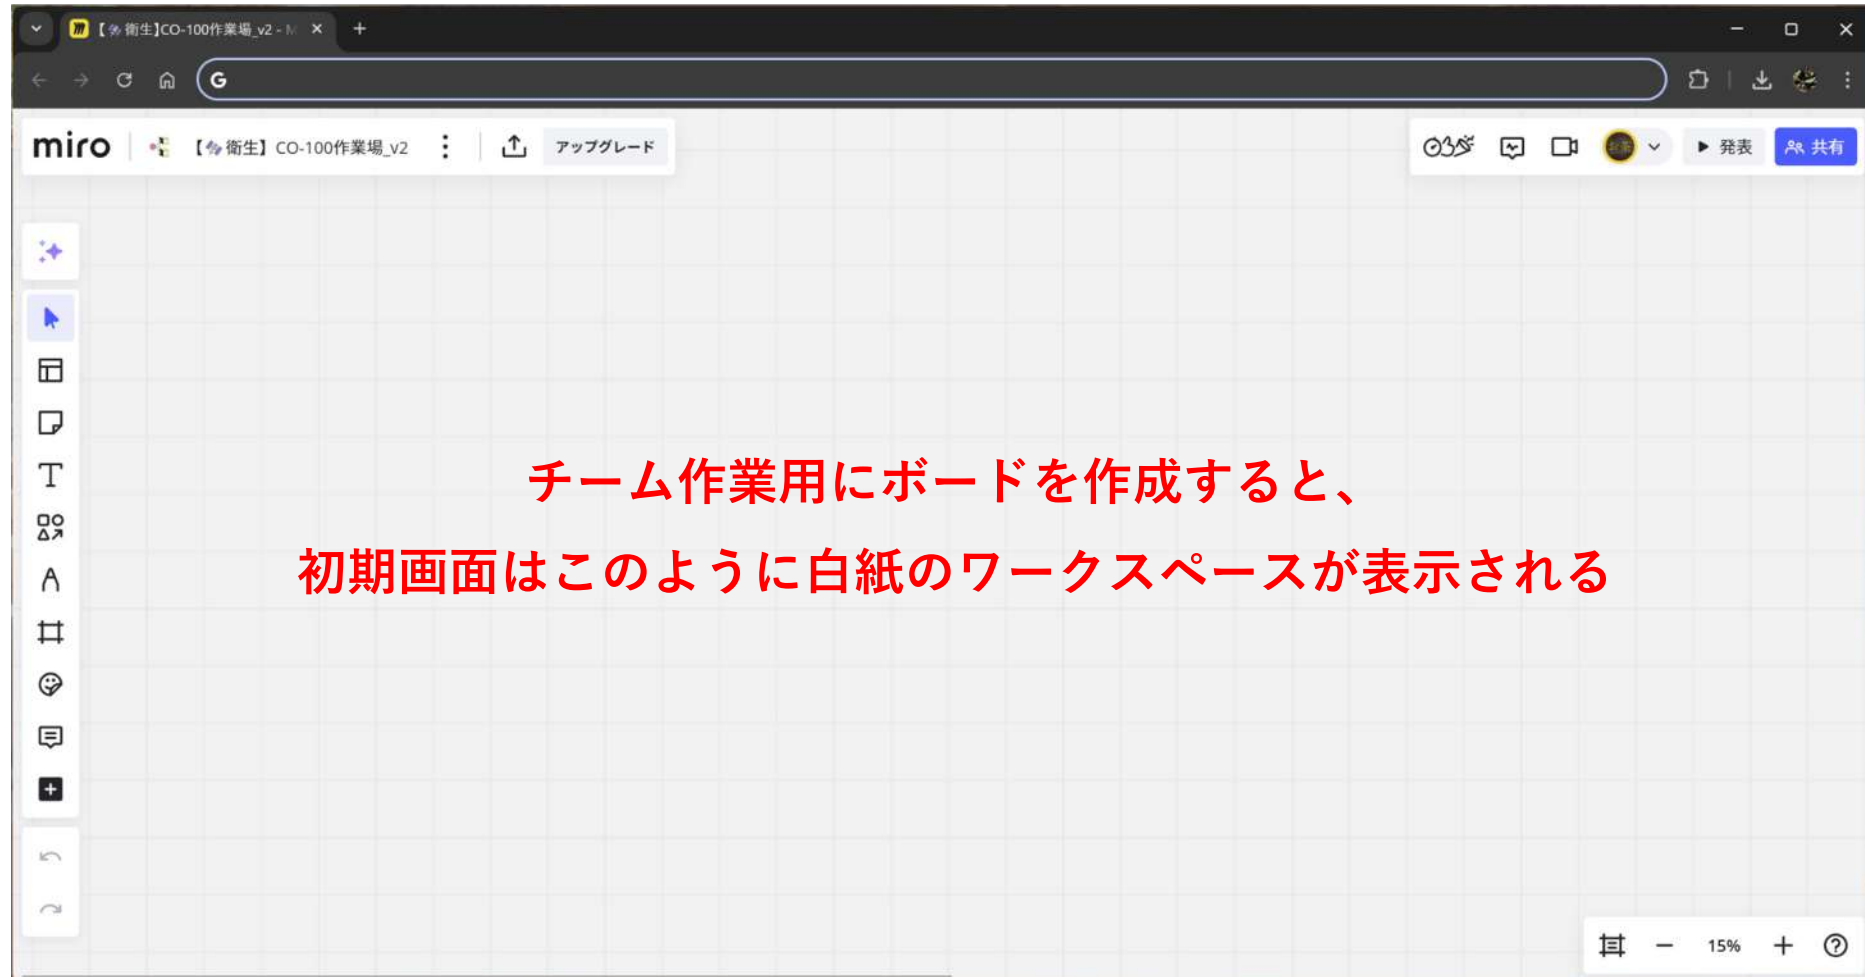 【衛生】CO-100作業場_v2 - M
miro
【衛生】CO-100作業場_v2
アップグレード
発表
共有
チーム作業用にボードを作成すると、
初期画面はこのように白紙のワークスペースが表示される
15%